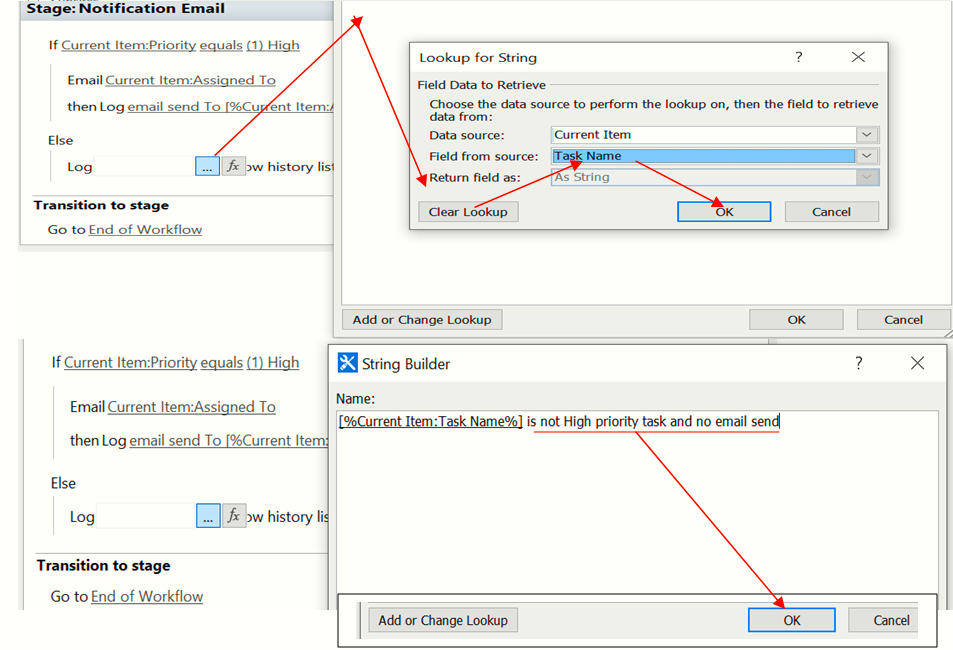 Stage: Notification Email
If Current Item:Priority equals (1) High
Email Current Item:Assigned To
then Log email send To [%Current Item:A
Else
Log ... fx ow history list
Transition to stage
Go to End of Workflow
Lookup for String ?
Field Data to Retrieve
Choose the data source to perform the lookup on, then the field to retrieve
data from:
Data source: Current Item
Field from source: Task Name
Return field as: As String
Clear Lookup OK Cancel
Add or Change Lookup OK Cancel
If Current Item:Priority equals (1) High
Email Current Item:Assigned To
then Log email send To [%Current Item:
Else
Log ... fx ow history lis
Transition to stage
Go to End of Workflow
String Builder ?
Name:
[%Current Item:Task Name%] is not High priority task and no email send
Add or Change Lookup OK Cancel